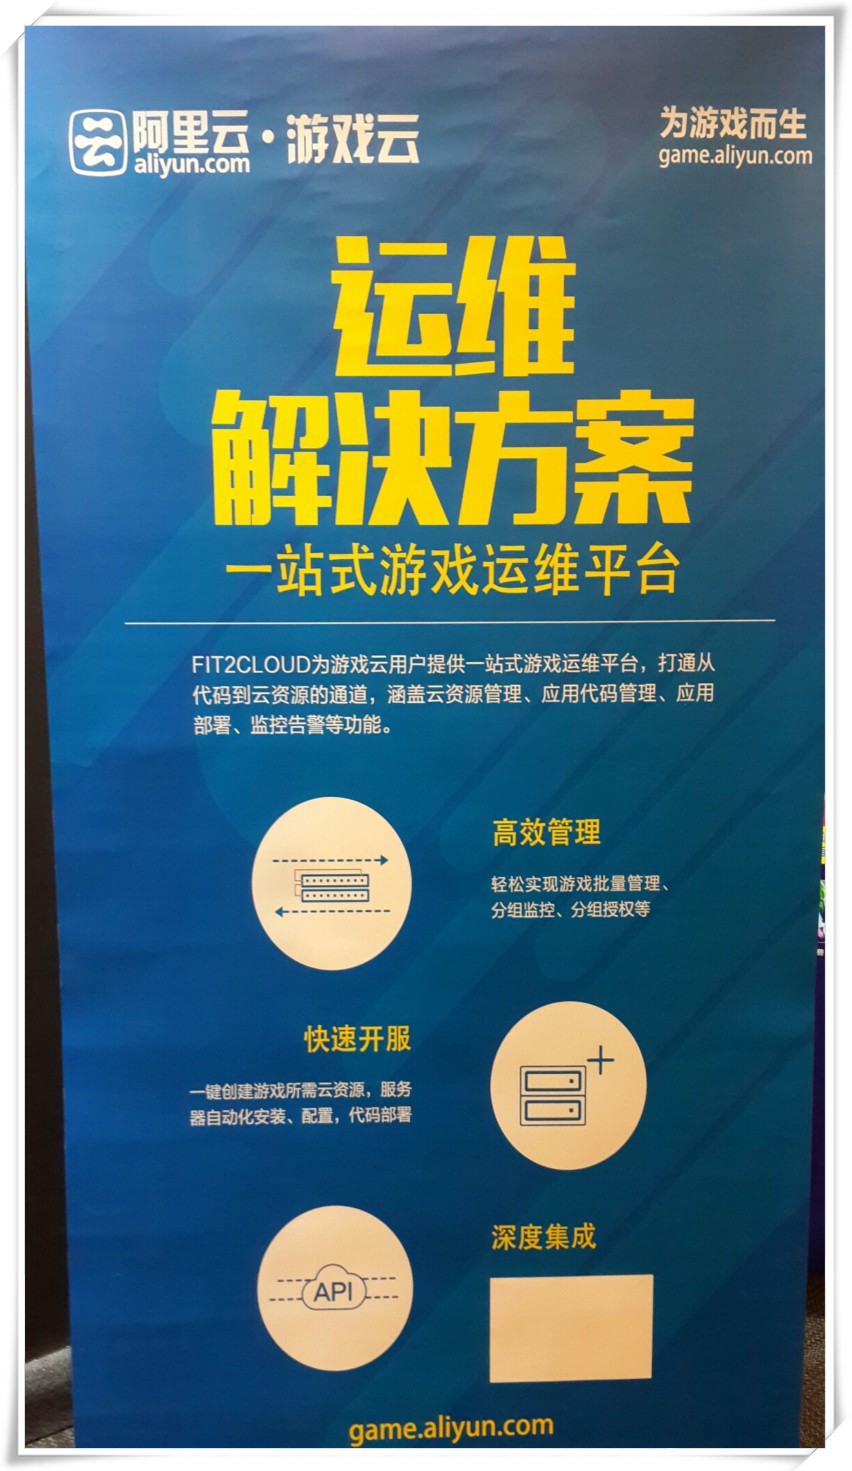 阿里云·游戏云
aliyun.com
为游戏而生
game.aliyun.com
运维
解决方案
一站式游戏运维平台
FIT2CLOUD为游戏云用户提供一站式游戏运维平台，打通从
代码到云资源的通道，涵盖云资源管理、应用代码管理、应用
部署、监控告警等功能。
高效管理
轻松实现游戏批量管理、
分组监控、分组授权等
快速开服
一键创建游戏所需云资源，服务
器自动化安装、配置，代码部署
深度集成
API
game.aliyun.com